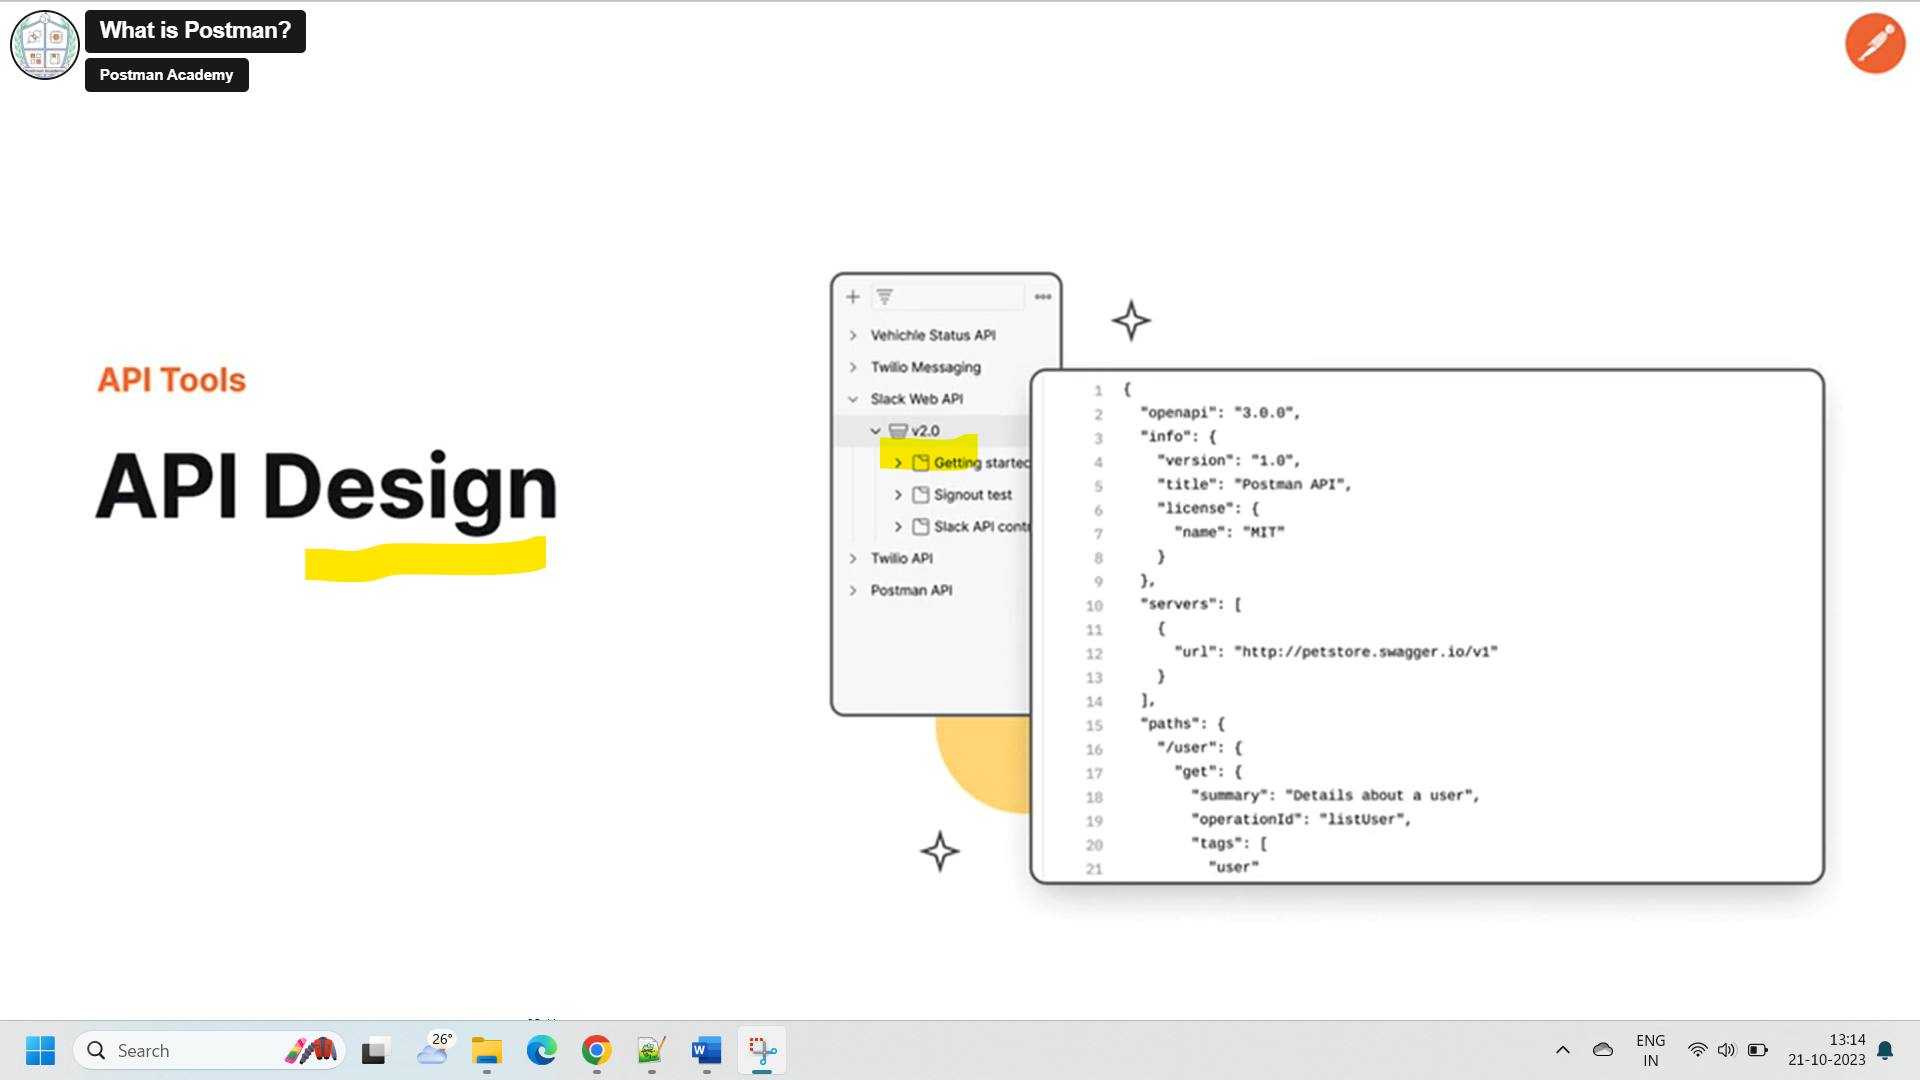 What is Postman?
Postman Academy
API Tools
API Design
Vehichle Status API
Twilio Messaging
Slack Web API
v2.0
Getting started
Signout test
Slack API cont
Twilio API
Postman API
1 {
2 "openapi": "3.0.0",
3 "info": {
4 "version": "1.0",
5 "title": "Postman API",
6 "license": {
7 "name": "MIT"
8 }
9 },
10 "servers": [
11 {
12 "url": "http://petstore.swagger.io/v1"
13 }
14 ],
15 "paths": {
16 "/user": {
17 "get": {
18 "summary": "Details about a user",
19 "operationId": "listUser",
20 "tags": [
21 "user"
Search
26°
W
ENG
IN
13:14
21-10-2023